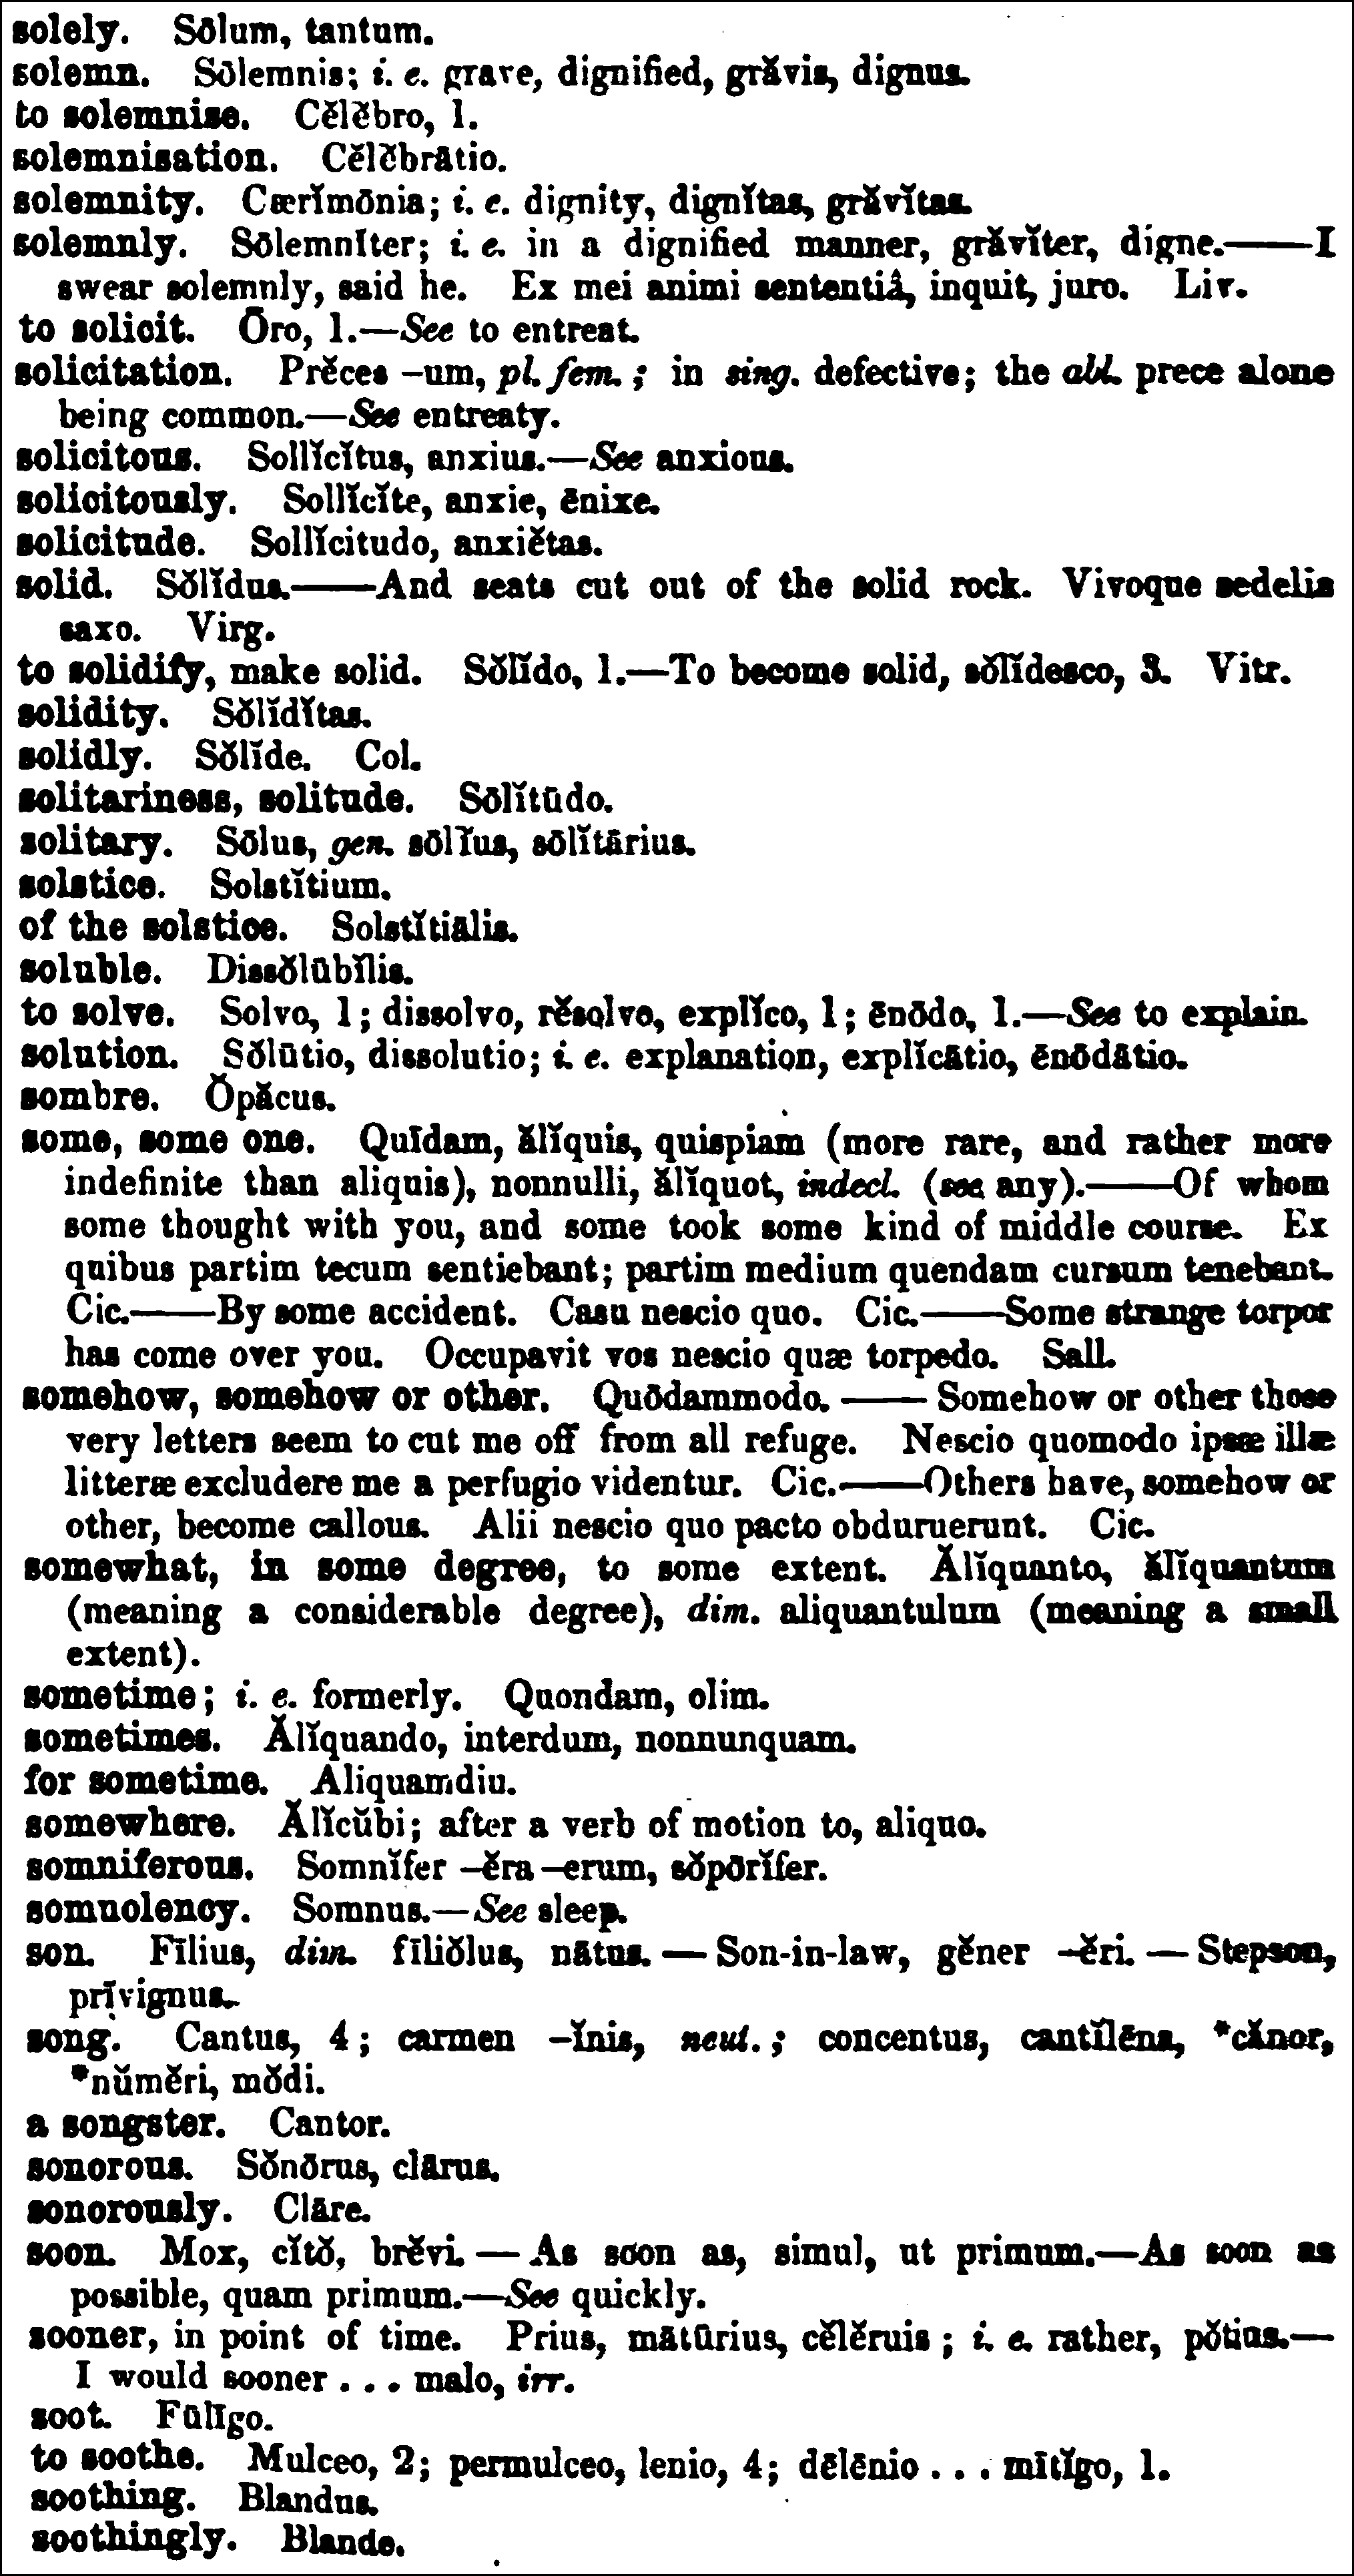 solely. Sōlum, tantum.
solemn. Sōlemnis; i. e. grave, dignified, grăvis, dignus.
to solemnise. Cĕlĕbro, 1.
solemnisation. Cĕlĕbrātio.
solemnity. Cærĭmōnia; i. e. dignity, dignĭtas, grăvĭtas.
solemnly. Sōlemnĭter; i. e. in a dignified manner, grăvĭter, digne.——I
swear solemnly, said he. Ex mei animi sententiâ, inquit, juro. Liv.
to solicit. Ōro, 1.—See to entreat.
solicitation. Prĕces –um, pl. fem.; in sing. defective; the abl. prece alone
being common.—See entreaty.
solicitous. Sollĭcĭtus, anxius.—See anxious.
solicitously. Sollĭcĭte, anxie, ēnixe.
solicitude. Sollĭcitudo, anxiĕtas.
solid. Sŏlĭdus.——And seats cut out of the solid rock. Vivoque sedelia
saxo. Virg.
to solidify, make solid. Sŏlĭdo, 1.—To become solid, sŏlĭdesco, 3. Vitr.
solidity. Sŏlĭdĭtas.
solidly. Sŏlĭde. Col.
solitariness, solitude. Sōlĭtūdo.
solitary. Sōlus, gen. sōlĭus, sōlĭtārius.
solstice. Solstĭtium.
of the solstice. Solstĭtiālis.
soluble. Dissŏlūbĭlis.
to solve. Solvo, 1; dissolvo, rĕsolvo, explĭco, 1; ēnōdo, 1.—See to explain.
solution. Sŏlūtio, dissolutio; i. e. explanation, explĭcātio, ēnōdātio.
sombre. Ŏpăcus.
some, some one. Quīdam, ălĭquis, quispiam (more rare, and rather more
indefinite than aliquis), nonnulli, ălĭquot, indecl. (see any).——Of whom
some thought with you, and some took some kind of middle course. Ex
quibus partim tecum sentiebant; partim medium quendam cursum tenebant.
Cic.——By some accident. Casu nescio quo. Cic.——Some strange torpor
has come over you. Occupavit vos nescio quæ torpedo. Sall.
somehow, somehow or other. Quōdammodo.——Somehow or other those
very letters seem to cut me off from all refuge. Nescio quomodo ipsæ illæ
litteræ excludere me a perfugio videntur. Cic.——Others have, somehow or
other, become callous. Alii nescio quo pacto obduruerunt. Cic.
somewhat, in some degree, to some extent. Ălĭquanto, ălĭquantum
(meaning a considerable degree), dim. aliquantulum (meaning a small
extent).
sometime; i. e. formerly. Quondam, olim.
sometimes. Ălĭquando, interdum, nonnunquam.
for sometime. Aliquamdiu.
somewhere. Ălĭcŭbi; after a verb of motion to, aliquo.
somniferous. Somnĭfer –ĕra –erum, sŏpōrĭfer.
somnolency. Somnus.—See sleep.
son. Fīlius, dim. fīliŏlus, nātus.—Son-in-law, gĕner –ĕri.—Stepson,
prīvignus.
song. Cantus, 4; carmen –ĭnis, neut.; concentus, cantĭlēna, *cănor,
*nŭmĕri, mŏdi.
a songster. Cantor.
sonorous. Sŏnōrus, clārus.
sonorously. Clāre.
soon. Mox, cĭtŏ, brĕvi.—As soon as, simul, ut primum.—As soon as
possible, quam primum.—See quickly.
sooner, in point of time. Prius, mātūrius, cĕlĕruis; i. e. rather, pŏtius.—
I would sooner . . . malo, irr.
soot. Fūlīgo.
to soothe. Mulceo, 2; permulceo, lenio, 4; dēlēnio . . . mītĭgo, 1.
soothing. Blandus.
soothingly. Blande.